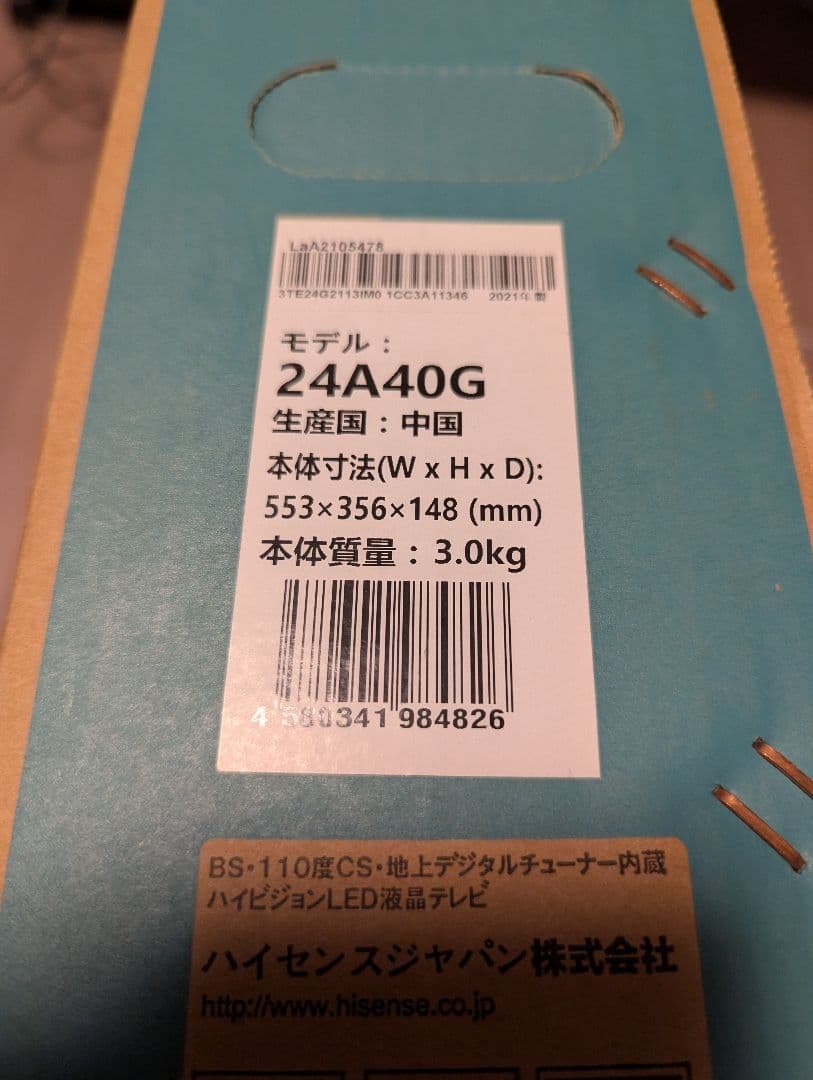 LaA2105478
3TE24G2113IM0 1CC3A11346 2021年製
モデル：
24A40G
生産国：中国
本体寸法(W x H x D):
553×356×148 (mm)
本体質量：3.0kg
4 580341 984826
BS・110度CS・地上デジタルチューナー内蔵
ハイビジョンLED液晶テレビ
ハイセンスジャパン株式会社
http://www.hisense.co.jp